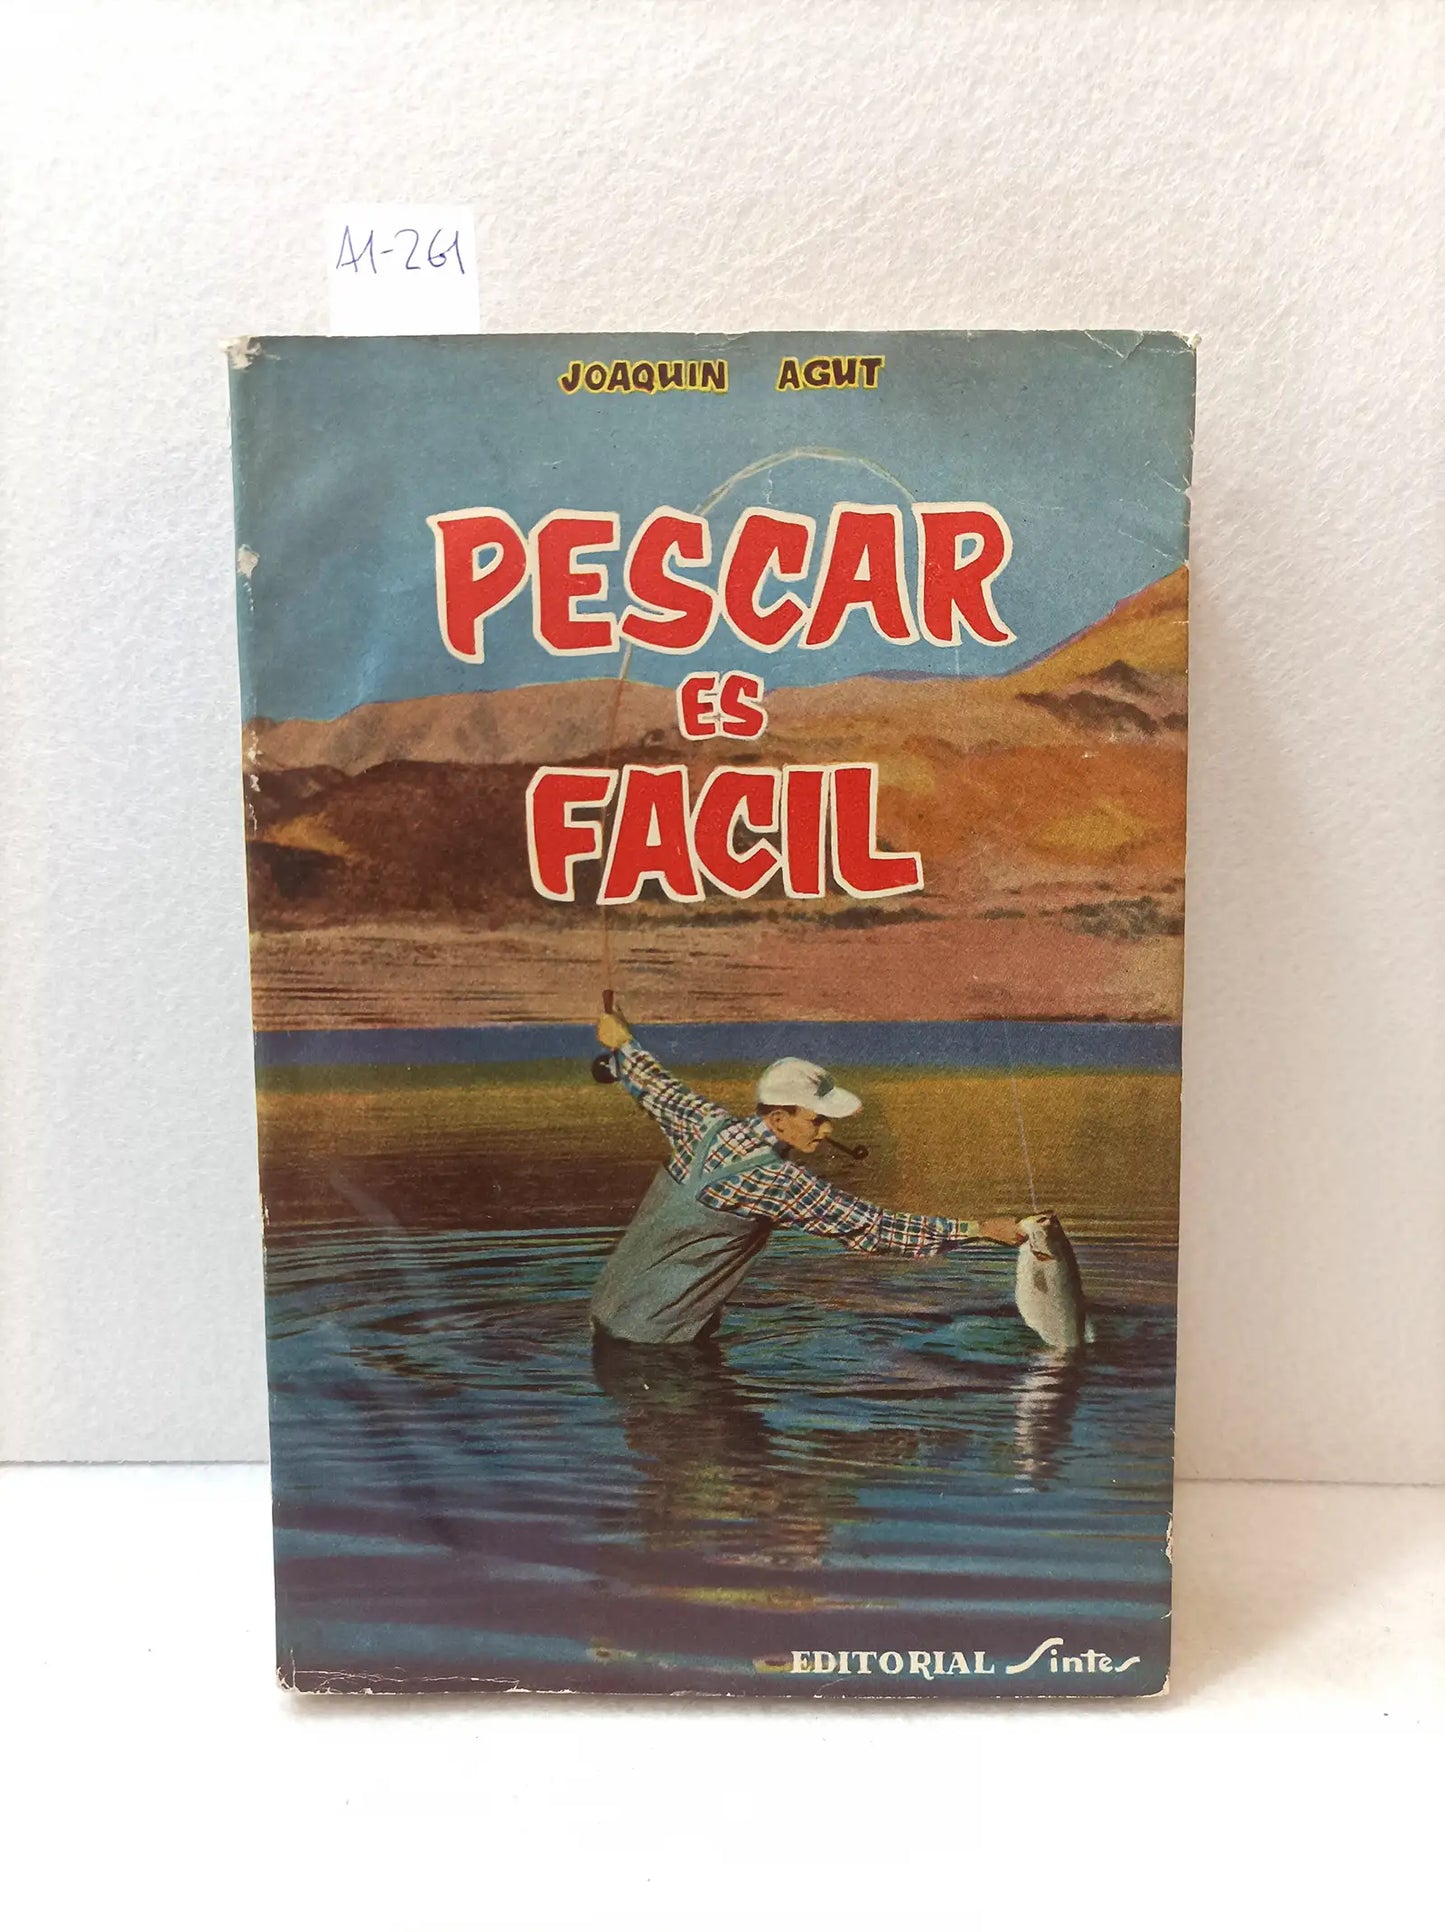 A1-261
JOAQUIN AGUT
PESCAR
ES
FACIL
EDITORIAL Sintes